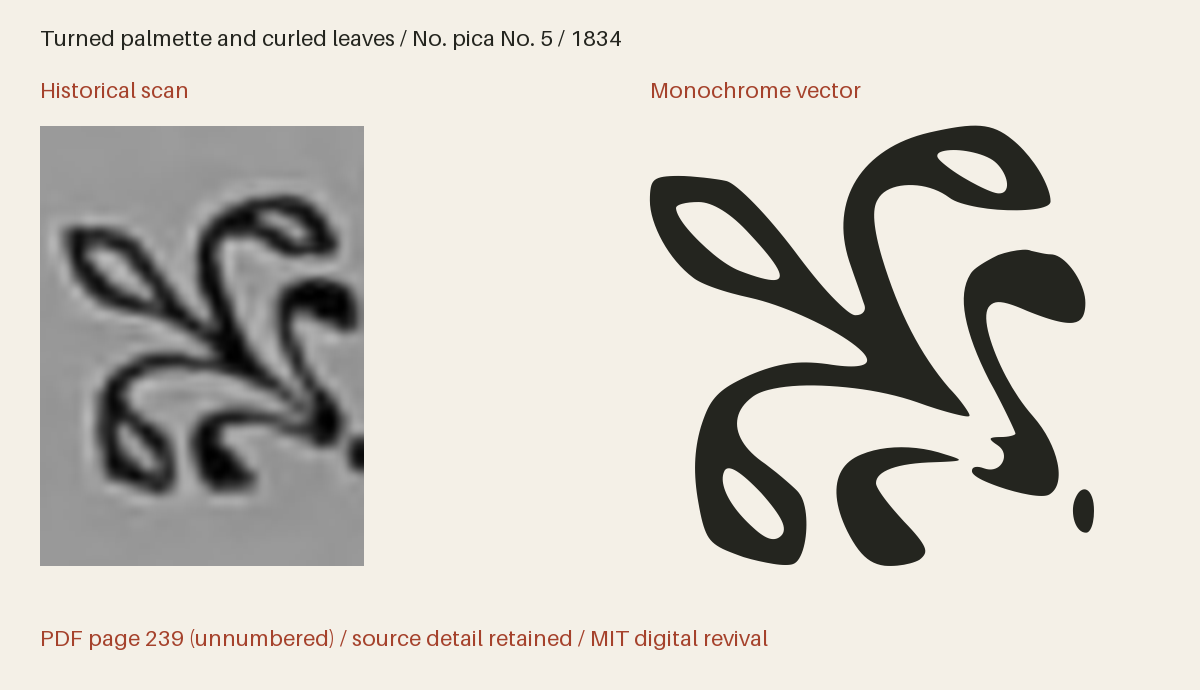 Turned palmette and curled leaves / No. pica No. 5 / 1834
Historical scan
Monochrome vector
PDF page 239 (unnumbered) / source detail retained / MIT digital revival